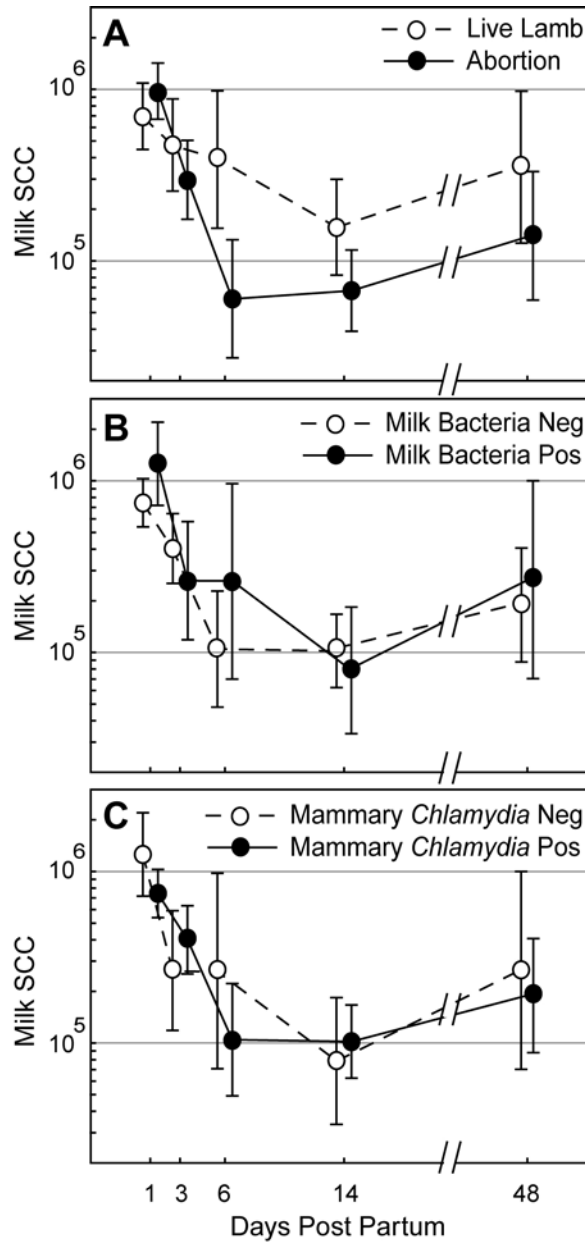 A
Live Lamb
Abortion
10⁶
10⁵
Milk SCC
B
Milk Bacteria Neg
Milk Bacteria Pos
10⁶
10⁵
Milk SCC
C
Mammary Chlamydia Neg
Mammary Chlamydia Pos
10⁶
10⁵
Milk SCC
1 3 6 14 48
Days Post Partum